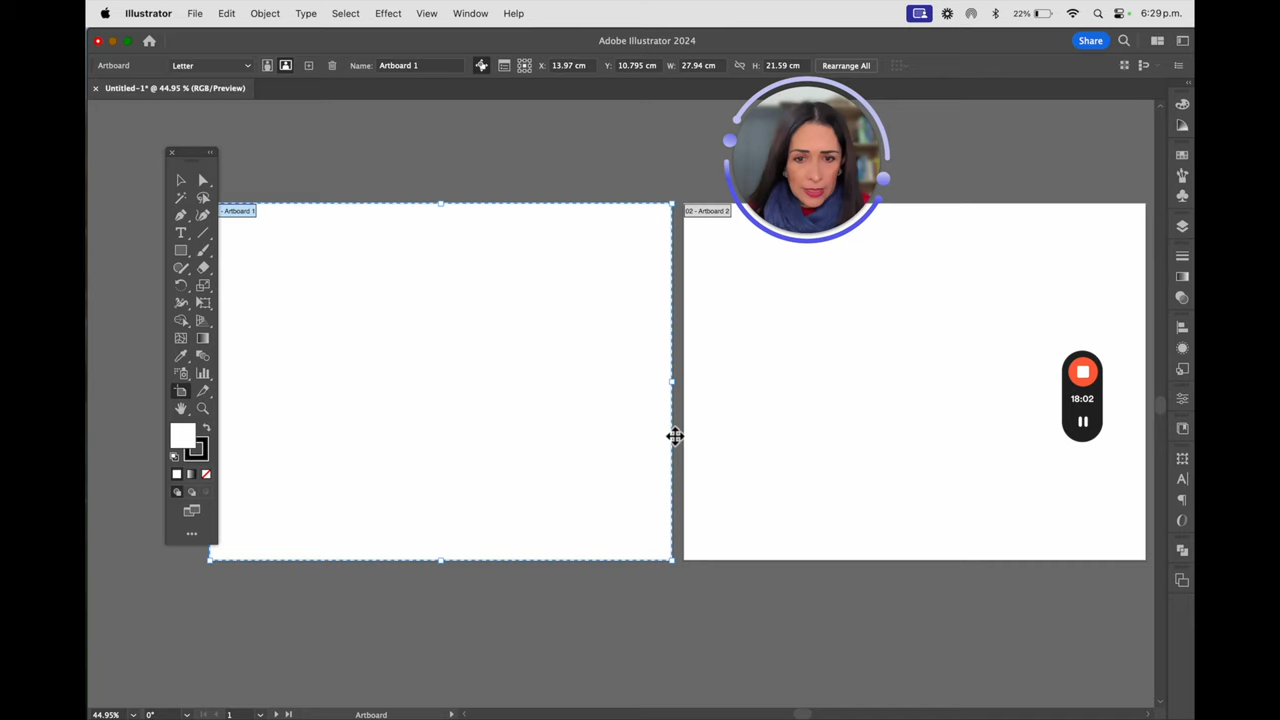 Illustrator File Edit Object Type Select Effect View Window Help 22% 6:29 p.m.
Adobe Illustrator 2024 Share
Artboard Letter Name: Artboard 1 X: 13.97 cm Y: 10.795 cm W: 27.94 cm H: 21.59 cm Rearrange All
Untitled-1* @ 44.95 % (RGB/Preview)
- Artboard 1 02 - Artboard 2
18:02
44.95% 0° 1 Artboard